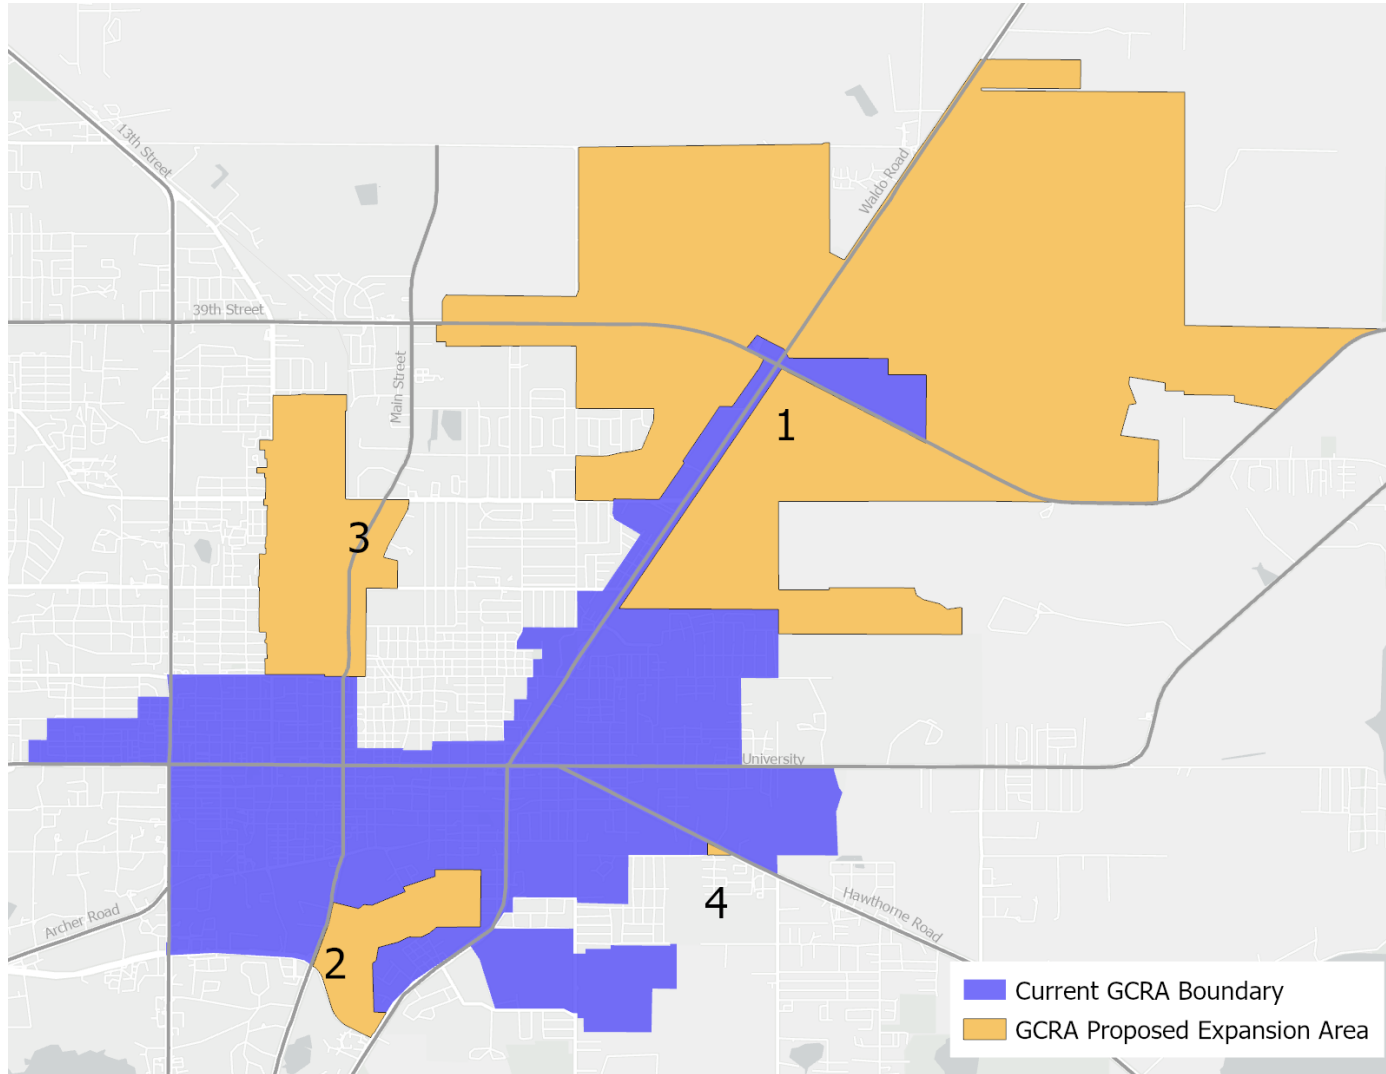 13th Street
Waldo Road
39th Street
Main Street
1
3
University
4
Hawthorne Road
Archer Road
2
Current GCRA Boundary
GCRA Proposed Expansion Area